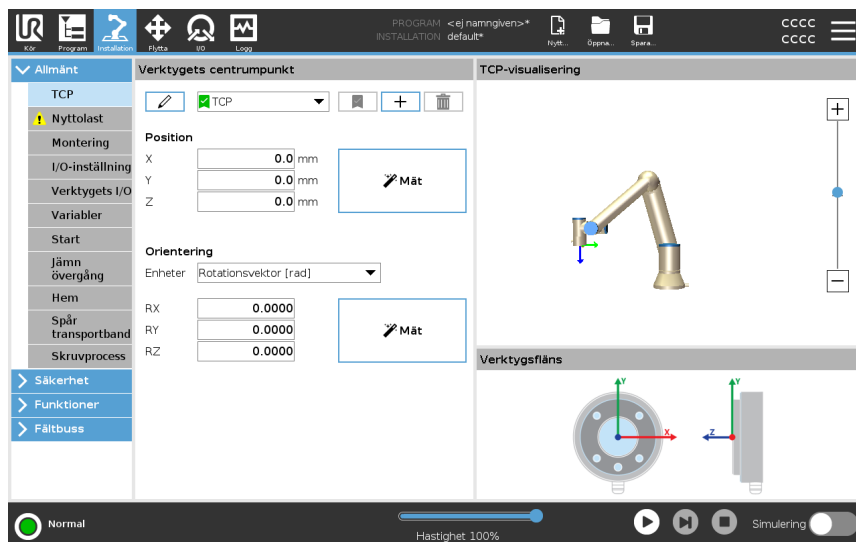 UR
Kör
Program
Installation
Flytta
I/O
Logg
PROGRAM <ej namngiven>*
INSTALLATION default*
Nytt...
Öppna...
Spara...
CCCC
CCCC
Allmänt
TCP
Nyttolast
Montering
I/O-inställning
Verktygets I/O
Variabler
Start
Jämn
övergång
Hem
Spår
transportband
Skruvprocess
Säkerhet
Funktioner
Fältbuss
Verktygets centrumpunkt
TCP
Position
X 0.0 mm
Y 0.0 mm
Z 0.0 mm
Mät
Orientering
Enheter Rotationsvektor [rad]
RX 0.0000
RY 0.0000
RZ 0.0000
Mät
TCP-visualisering
Verktygsfläns
Y
X
Y
Z
Normal
Hastighet 100%
Simulering